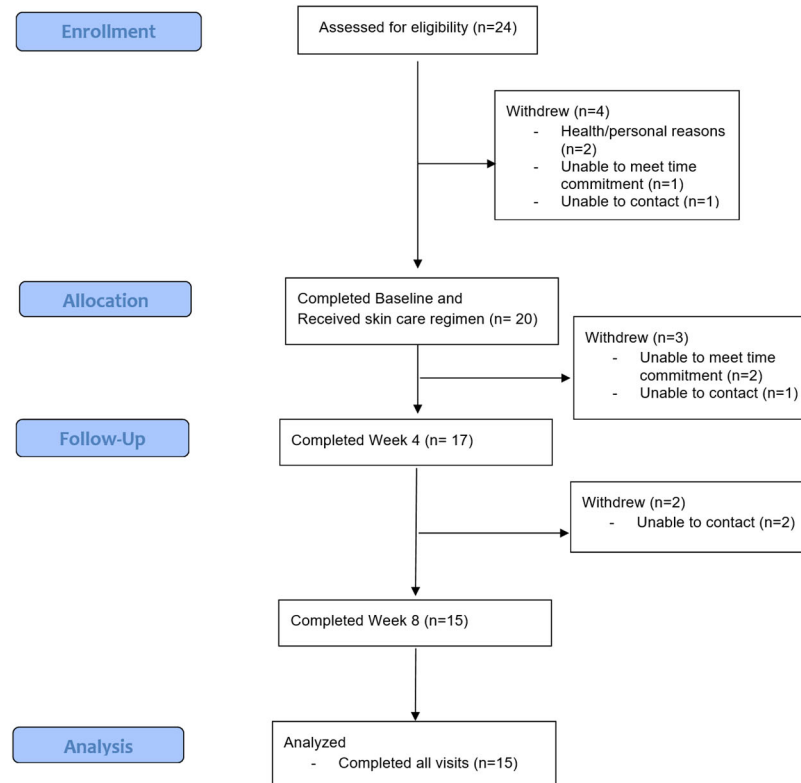 Enrollment
Assessed for eligibility (n=24)
Withdrew (n=4)
- Health/personal reasons
(n=2)
- Unable to meet time
commitment (n=1)
- Unable to contact (n=1)
Allocation
Completed Baseline and
Received skin care regimen (n= 20)
Withdrew (n=3)
- Unable to meet time
commitment (n=2)
- Unable to contact (n=1)
Follow-Up
Completed Week 4 (n= 17)
Withdrew (n=2)
- Unable to contact (n=2)
Completed Week 8 (n=15)
Analysis
Analyzed
- Completed all visits (n=15)